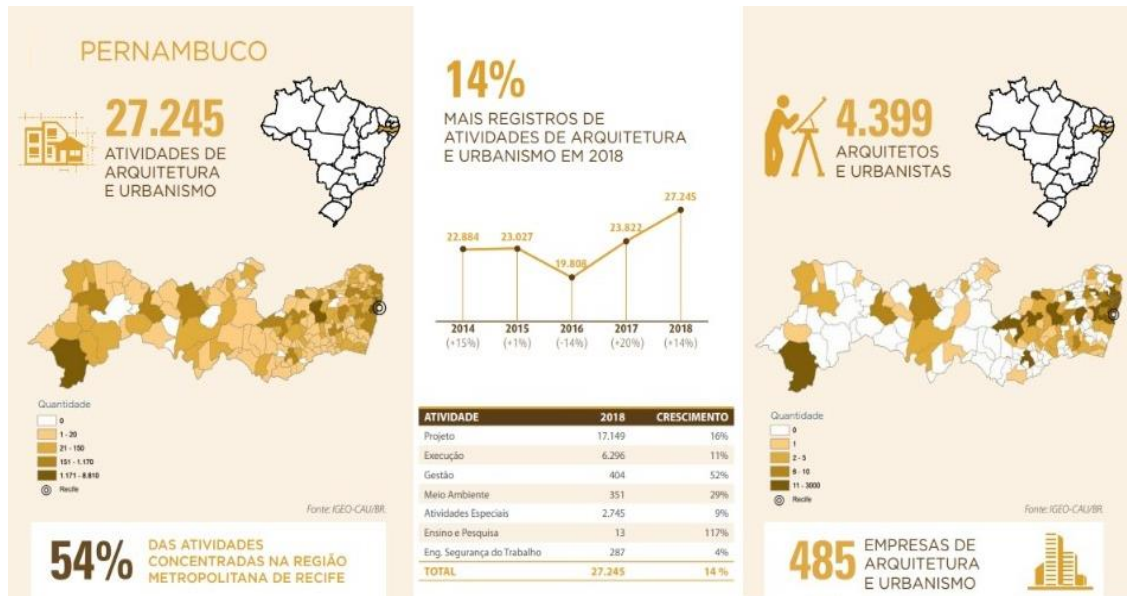 PERNAMBUCO
27.245
ATIVIDADES DE
ARQUITETURA
E URBANISMO
Quantidade
0
1 - 20
21 - 150
151 - 1.170
1.171 - 8.810
Recife
Fonte: IGEO-CAU/BR.
54%
DAS ATIVIDADES
CONCENTRADAS NA REGIÃO
METROPOLITANA DE RECIFE
14%
MAIS REGISTROS DE
ATIVIDADES DE ARQUITETURA
E URBANISMO EM 2018
22.884 23.027 19.808 23.822 27.245
2014 2015 2016 2017 2018
(+15%) (+1%) (-14%) (+20%) (+14%)
ATIVIDADE 2018 CRESCIMENTO
Projeto 17.149 16%
Execução 6.296 11%
Gestão 404 52%
Meio Ambiente 351 29%
Atividades Especiais 2.745 9%
Ensino e Pesquisa 13 117%
Eng. Segurança do Trabalho 287 4%
TOTAL 27.245 14 %
4.399
ARQUITETOS
E URBANISTAS
Quantidade
0
1
2 - 5
6 - 10
11 - 3000
Recife
Fonte: IGEO-CAU/BR.
485
EMPRESAS DE
ARQUITETURA
E URBANISMO